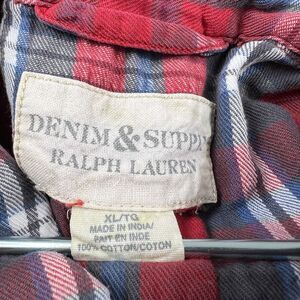 DENIM & SUPPLY
RALPH LAUREN
XL/TG
MADE IN INDIA/
FAIT EN INDE
100% COTTON/COTON